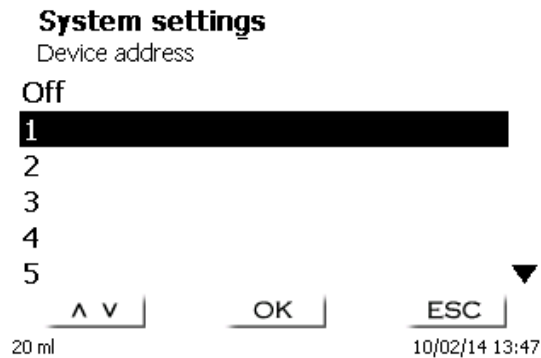 System settings
Device address
Off
1
2
3
4
5
∧ ∨ OK ESC
20 ml 10/02/14 13:47